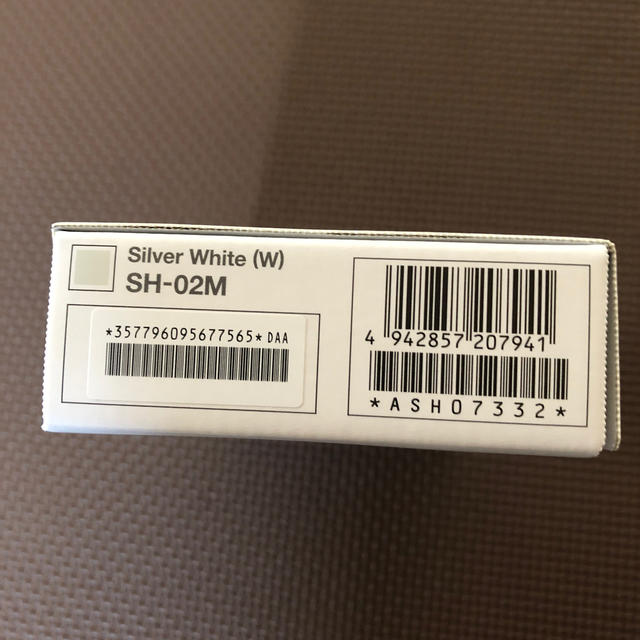 Silver White (W)
SH-02M
*357796095677565* DAA
4 942857 207941
*ASH07332*